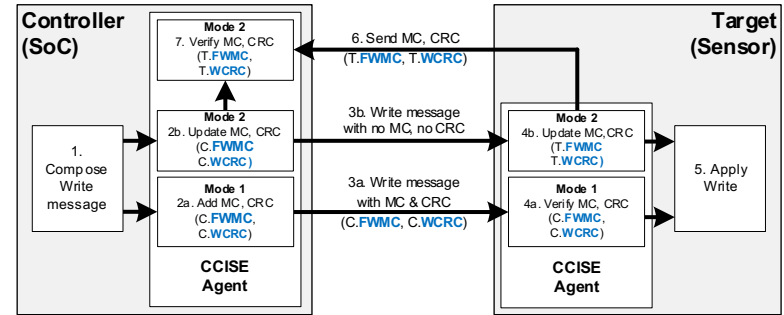 Controller
(SoC)
Mode 2
7. Verify MC, CRC
(T.FWMC,
T.WCRC)
6. Send MC, CRC
(T.FWMC, T.WCRC)
Target
(Sensor)
1.
Compose
Write
message
Mode 2
2b. Update MC, CRC
(C.FWMC
C.WCRC)
3b. Write message
with no MC, no CRC
Mode 2
4b. Update MC,CRC
(T.FWMC
T.WCRC)
5. Apply
Write
Mode 1
2a. Add MC, CRC
(C.FWMC,
C.WCRC)
3a. Write message
with MC & CRC
(C.FWMC, C.WCRC)
Mode 1
4a. Verify MC, CRC
(C.FWMC,
C.WCRC)
CCISE
Agent
CCISE
Agent